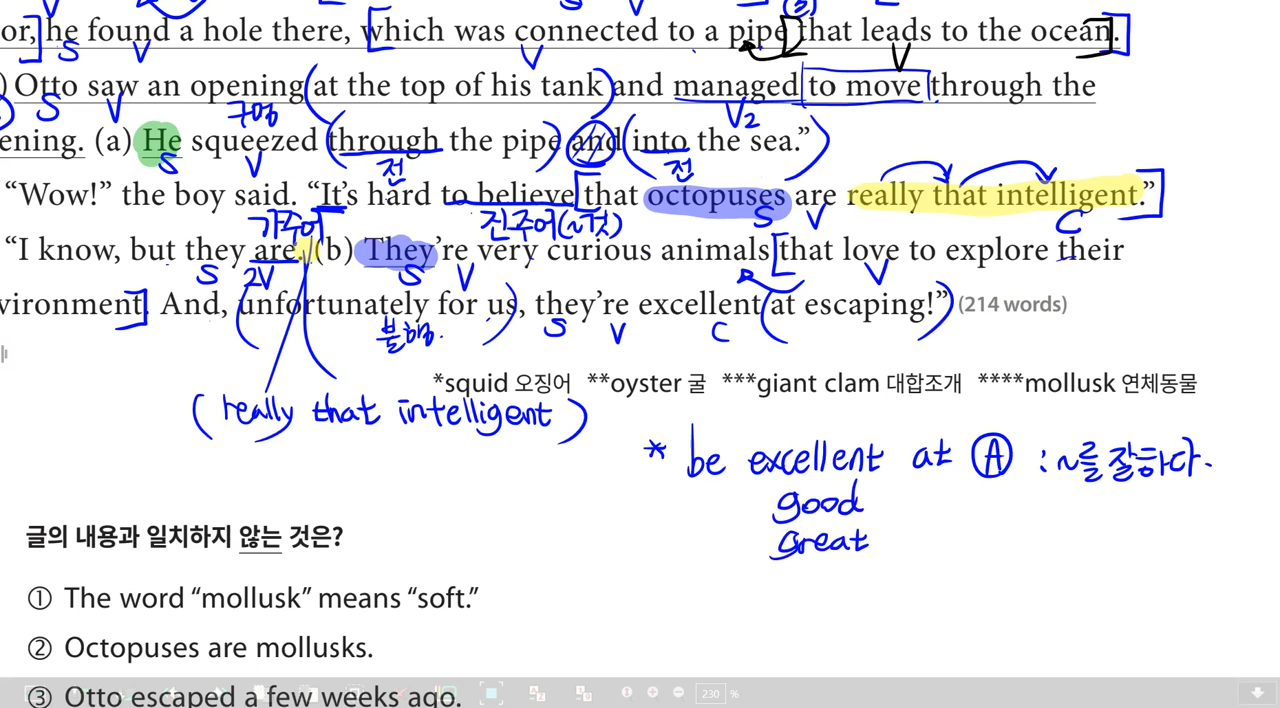 or, he found a hole there, which was connected to a pipe that leads to the ocean.
S V V V
) Otto saw an opening at the top of his tank and managed to move through the
S V 구멍 V2
ening. (a) He squeezed through the pipe and into the sea.”
S V 전 전
“Wow!” the boy said. “It’s hard to believe that octopuses are really that intelligent.”
가주어 진주어(~것) S V C
“I know, but they are. (b) They’re very curious animals that love to explore their
S 2V S V V
vironment. And, unfortunately for us, they’re excellent at escaping!” (214 words)
불행. S V C
*squid 오징어 **oyster 굴 ***giant clam 대합조개 ****mollusk 연체동물
(really that intelligent)
* be excellent at Ⓐ : ~를 잘하다.
good
great
글의 내용과 일치하지 않는 것은?
① The word “mollusk” means “soft.”
② Octopuses are mollusks.
③ Otto escaped a few weeks ago.
230 %